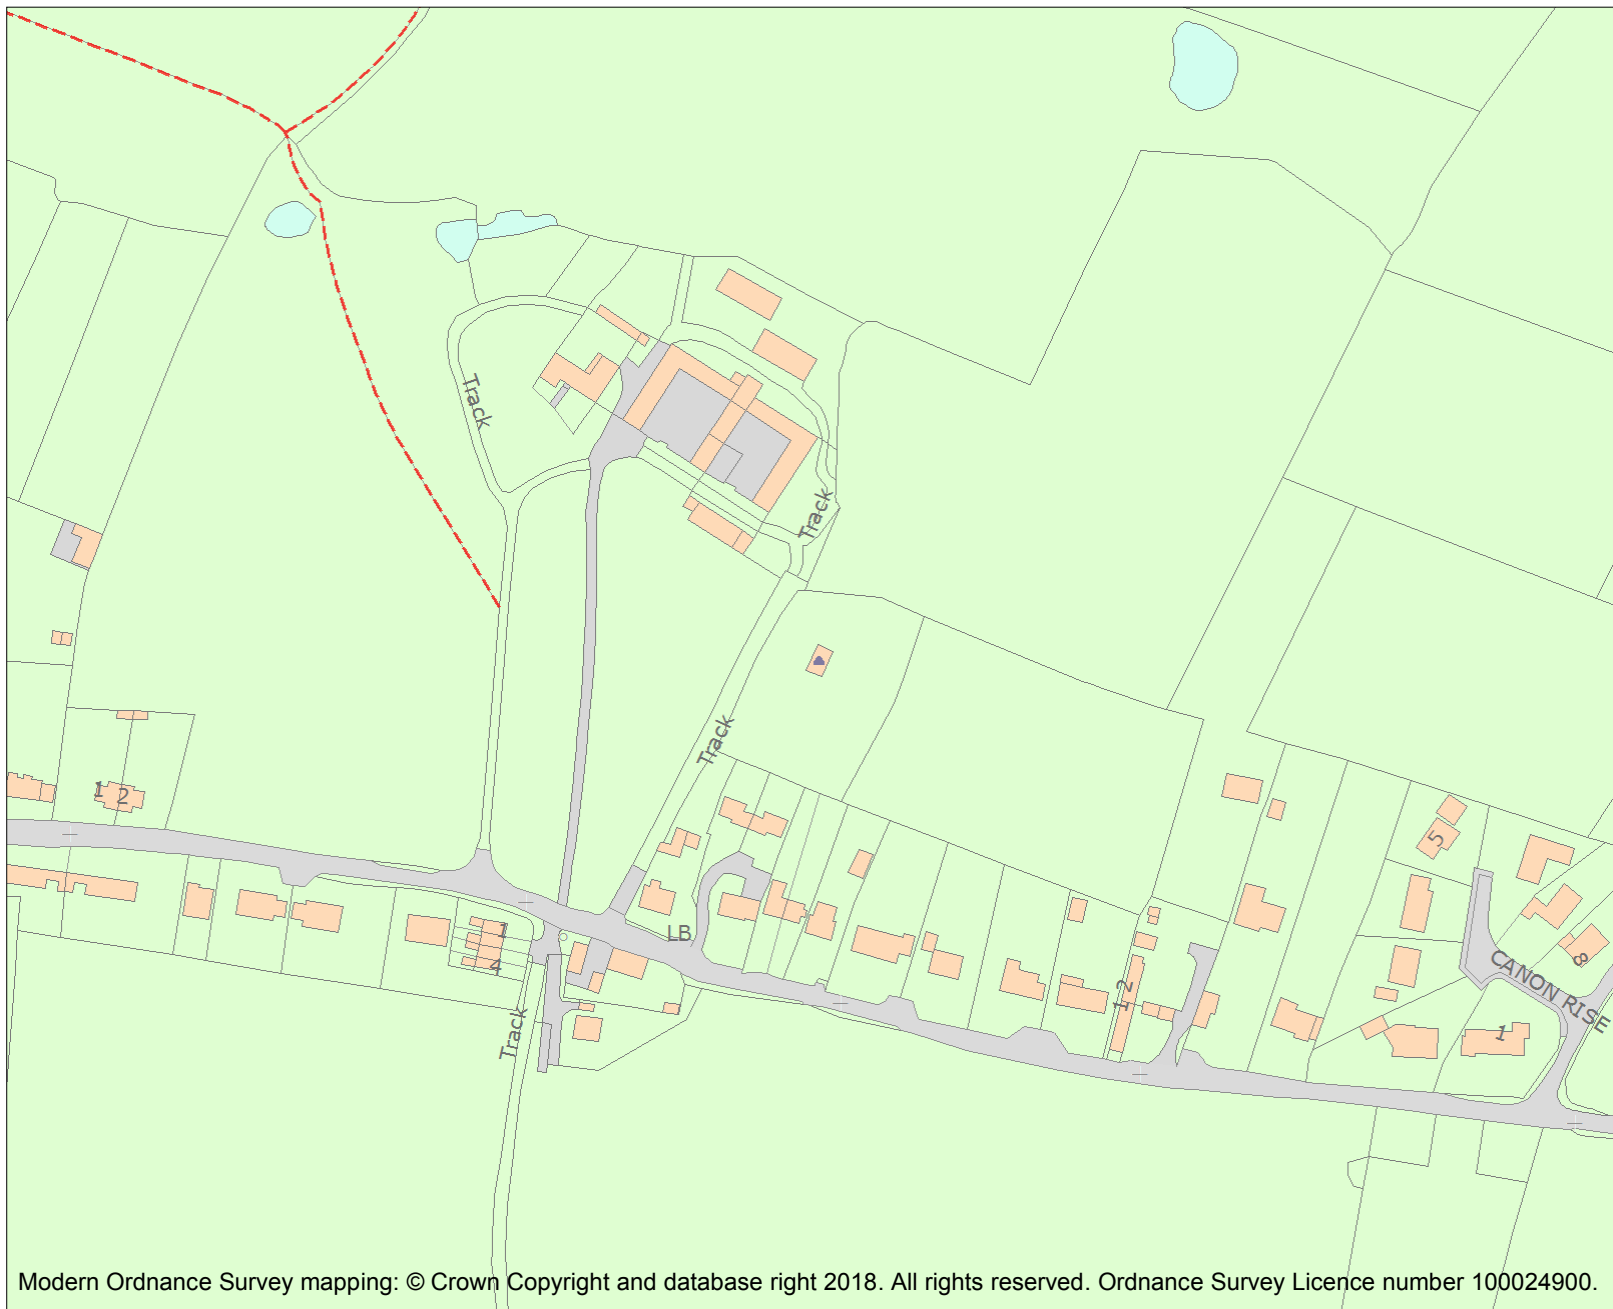 Track
Track
Track
1 2
5
LB
1
4
1 2
8
CANON RISE
Track
1
Modern Ordnance Survey mapping: © Crown Copyright and database right 2018. All rights reserved. Ordnance Survey Licence number 100024900.